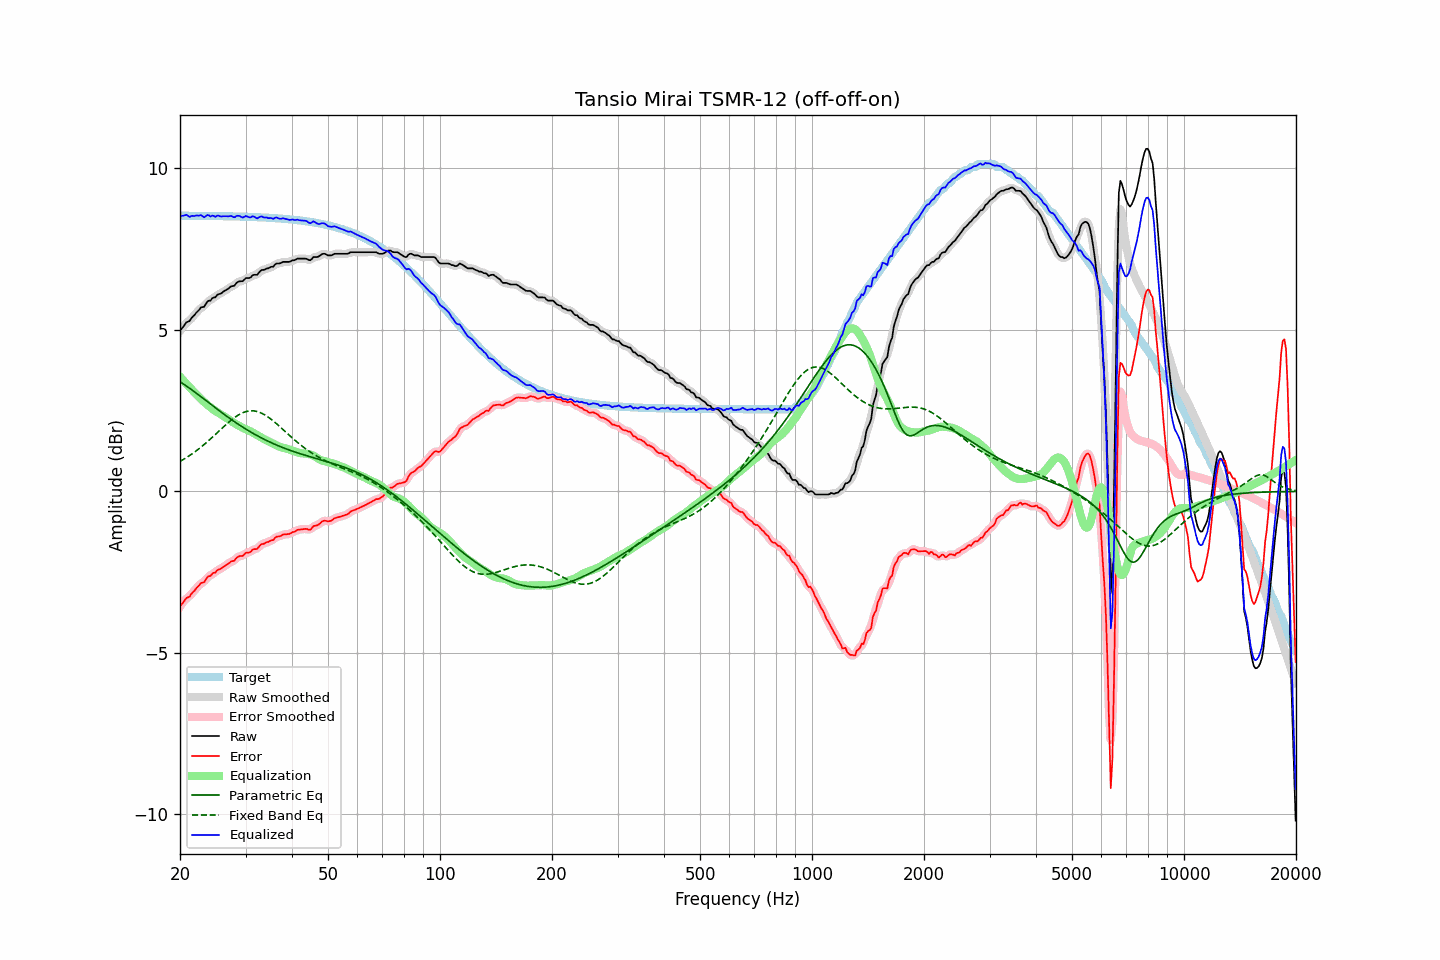 Tansio Mirai TSMR-12 (off-off-on)
Amplitude (dBr)
10
5
0
−5
−10
Target
Raw Smoothed
Error Smoothed
Raw
Error
Equalization
Parametric Eq
Fixed Band Eq
Equalized
20 50 100 200 500 1000 2000 5000 10000 20000
Frequency (Hz)